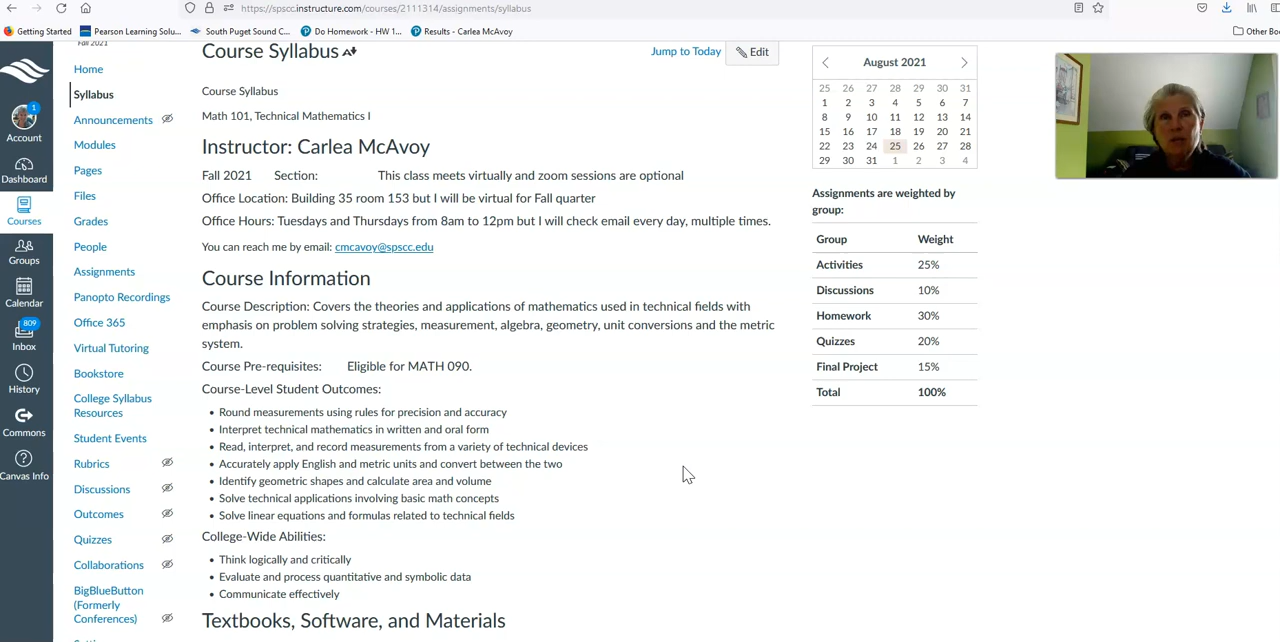 https://spscc.instructure.com/courses/2111314/assignments/syllabus
Getting Started
Pearson Learning Solu...
South Puget Sound C...
Do Homework - HW 1...
Results - Carlea McAvoy
Other Boo
Fall 2021
Home
Syllabus
Announcements
Modules
Pages
Files
Grades
People
Assignments
Panopto Recordings
Office 365
Virtual Tutoring
Bookstore
College Syllabus
Resources
Student Events
Rubrics
Discussions
Outcomes
Quizzes
Collaborations
BigBlueButton
(Formerly
Conferences)
1
Account
Dashboard
Courses
Groups
Calendar
809
Inbox
History
Commons
Canvas Info
Course Syllabus
Jump to Today
Edit
Course Syllabus
Math 101, Technical Mathematics I
Instructor: Carlea McAvoy
Fall 2021 Section: This class meets virtually and zoom sessions are optional
Office Location: Building 35 room 153 but I will be virtual for Fall quarter
Office Hours: Tuesdays and Thursdays from 8am to 12pm but I will check email every day, multiple times.
You can reach me by email: cmcavoy@spscc.edu
Course Information
Course Description: Covers the theories and applications of mathematics used in technical fields with
emphasis on problem solving strategies, measurement, algebra, geometry, unit conversions and the metric
system.
Course Pre-requisites: Eligible for MATH 090.
Course-Level Student Outcomes:
• Round measurements using rules for precision and accuracy
• Interpret technical mathematics in written and oral form
• Read, interpret, and record measurements from a variety of technical devices
• Accurately apply English and metric units and convert between the two
• Identify geometric shapes and calculate area and volume
• Solve technical applications involving basic math concepts
• Solve linear equations and formulas related to technical fields
College-Wide Abilities:
• Think logically and critically
• Evaluate and process quantitative and symbolic data
• Communicate effectively
Textbooks, Software, and Materials
August 2021
25 26 27 28 29 30 31
1 2 3 4 5 6 7
8 9 10 11 12 13 14
15 16 17 18 19 20 21
22 23 24 25 26 27 28
29 30 31 1 2 3 4
Assignments are weighted by
group:
Group Weight
Activities 25%
Discussions 10%
Homework 30%
Quizzes 20%
Final Project 15%
Total 100%